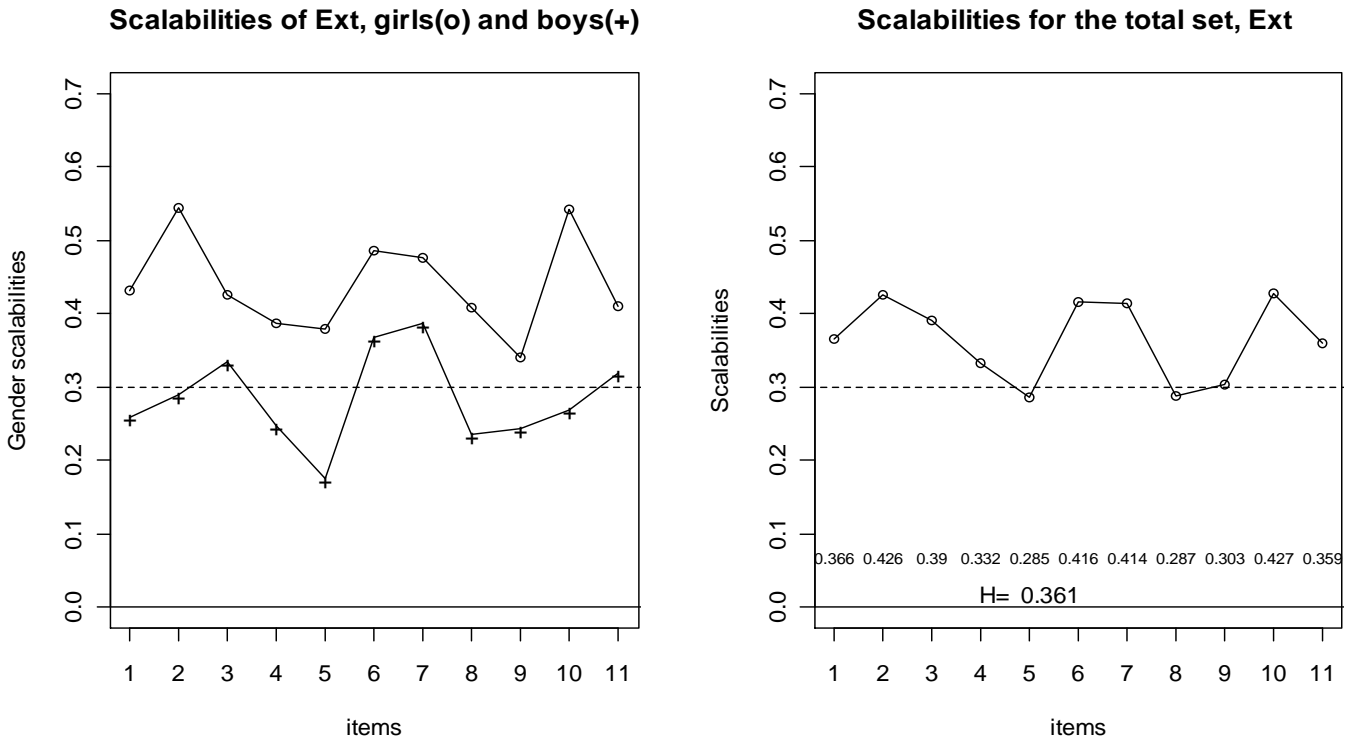 Scalabilities of Ext, girls(o) and boys(+)
Gender scalabilities
0.7
0.6
0.5
0.4
0.3
0.2
0.1
0.0
1 2 3 4 5 6 7 8 9 10 11
items
Scalabilities for the total set, Ext
Scalabilities
0.7
0.6
0.5
0.4
0.3
0.2
0.1
0.0
0.366 0.426 0.39 0.332 0.285 0.416 0.414 0.287 0.303 0.427 0.359
H= 0.361
1 2 3 4 5 6 7 8 9 10 11
items